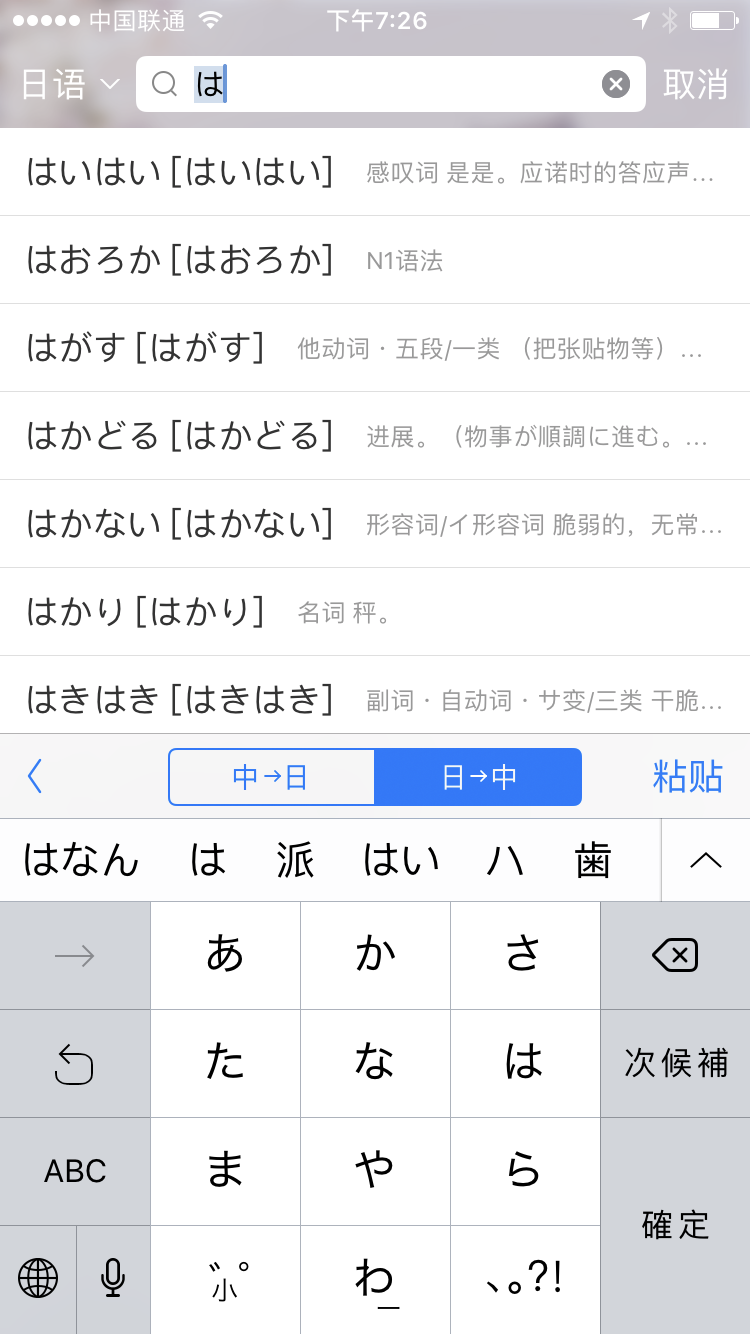 中国联通 下午7:26
日语 は 取消
はいはい [はいはい] 感叹词 是是。应诺时的答应声...
はおろか [はおろか] N1语法
はがす [はがす] 他动词・五段/一类 （把张贴物等）...
はかどる [はかどる] 进展。（物事が順調に進む。...
はかない [はかない] 形容词/イ形容词 脆弱的，无常...
はかり [はかり] 名词 秤。
はきはき [はきはき] 副词・自动词・サ变/三类 干脆...
中→日 日→中 粘贴
はなん は 派 はい ハ 歯
→ あ か さ
た な は 次候補
ABC ま や ら 確定
゛゜小 わ_ 、。?!